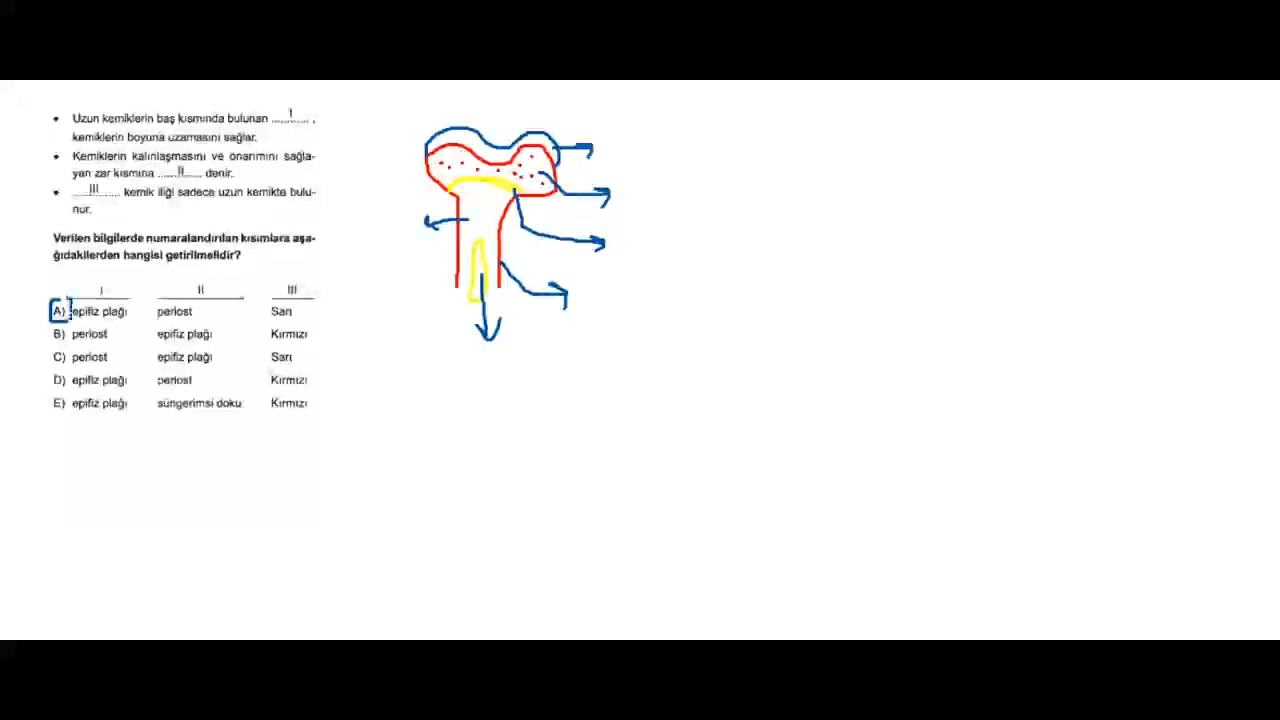 • Uzun kemiklerin baş kısmında bulunan ....I.... ,
kemiklerin boyuna uzamasını sağlar.
• Kemiklerin kalınlaşmasını ve onarımını sağla-
yan zar kısmına ......II...... denir.
• ......III...... kemik iliği sadece uzun kemikte bulu-
nur.
Verilen bilgilerde numaralandırılan kısımlara aşa-
ğıdakilerden hangisi getirilmelidir?
I II III
A) epifiz plağı periost Sarı
B) periost epifiz plağı Kırmızı
C) periost epifiz plağı Sarı
D) epifiz plağı periost Kırmızı
E) epifiz plağı süngerimsi doku Kırmızı